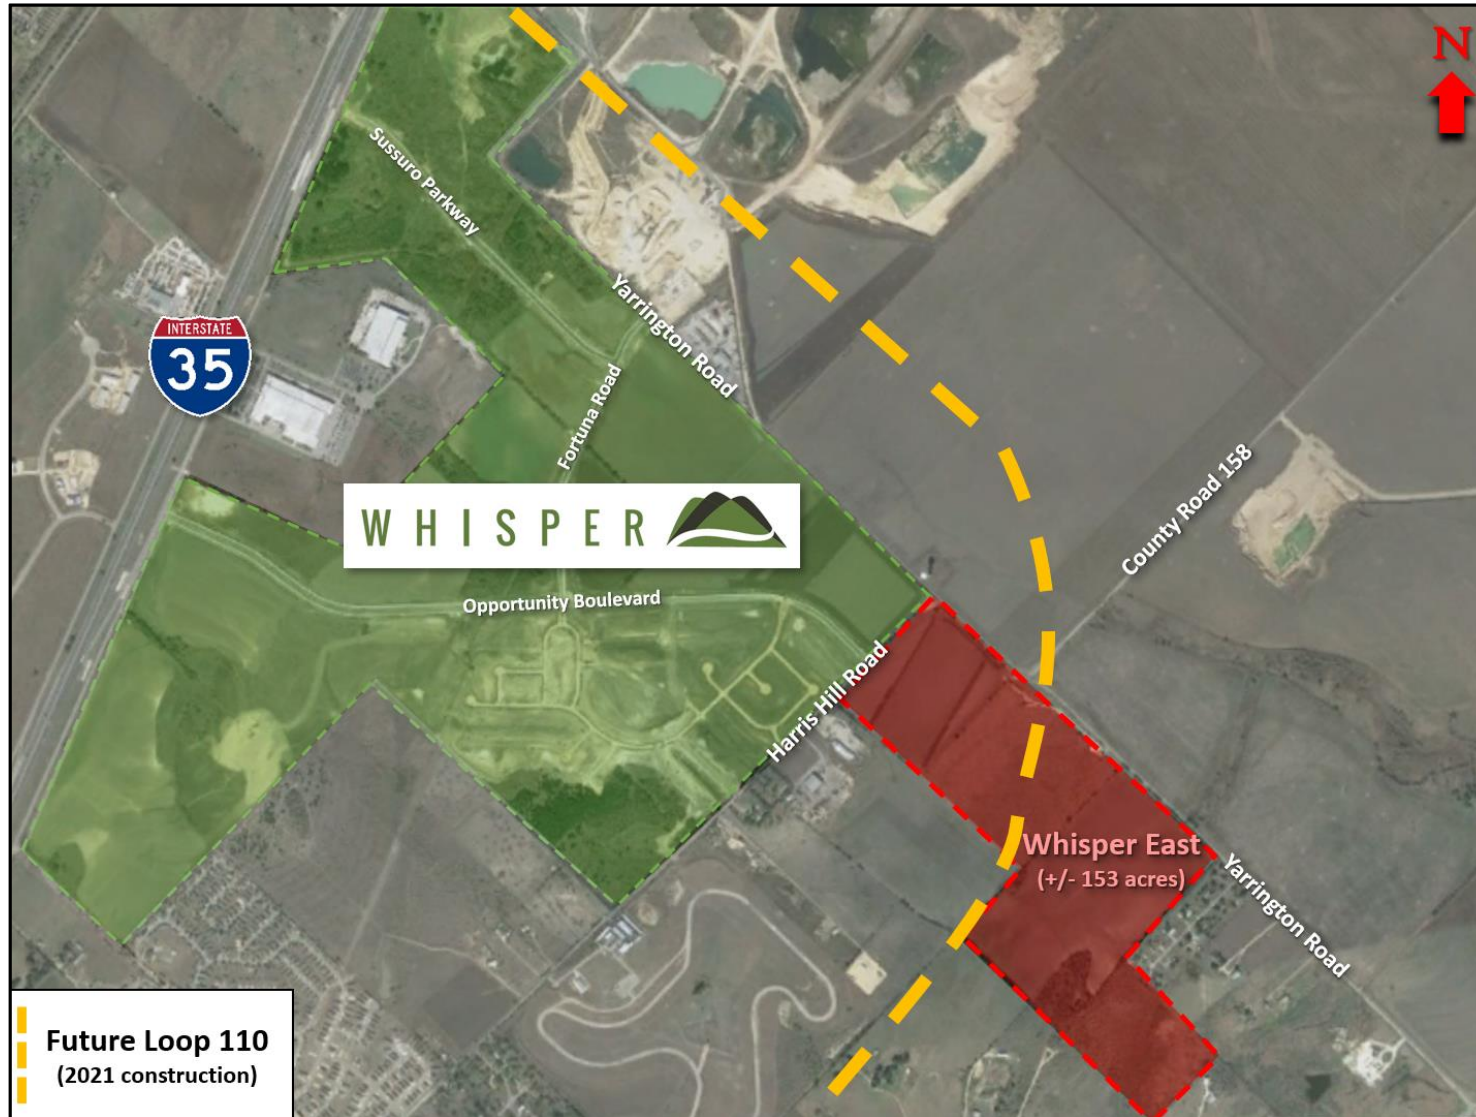 N
Sussuro Parkway
Yarrington Road
INTERSTATE
35
Fortuna Road
County Road 158
WHISPER
Opportunity Boulevard
Harris Hill Road
Whisper East
(+/- 153 acres)
Yarrington Road
Future Loop 110
(2021 construction)